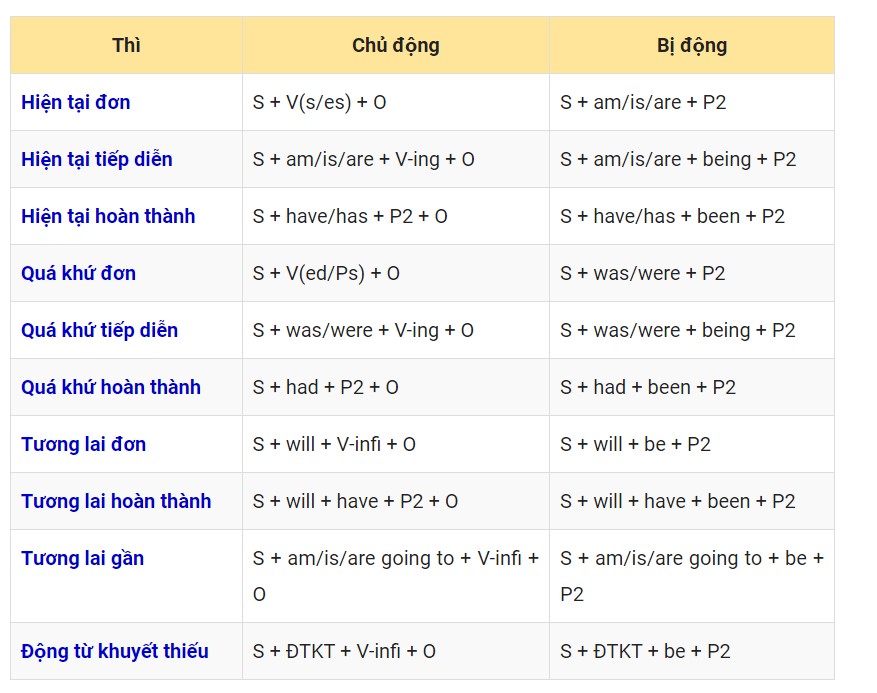 Thì Chủ động Bị động
Hiện tại đơn S + V(s/es) + O S + am/is/are + P2
Hiện tại tiếp diễn S + am/is/are + V-ing + O S + am/is/are + being + P2
Hiện tại hoàn thành S + have/has + P2 + O S + have/has + been + P2
Quá khứ đơn S + V(ed/Ps) + O S + was/were + P2
Quá khứ tiếp diễn S + was/were + V-ing + O S + was/were + being + P2
Quá khứ hoàn thành S + had + P2 + O S + had + been + P2
Tương lai đơn S + will + V-infi + O S + will + be + P2
Tương lai hoàn thành S + will + have + P2 + O S + will + have + been + P2
Tương lai gần S + am/is/are going to + V-infi + S + am/is/are going to + be +
O P2
Động từ khuyết thiếu S + ĐTKT + V-infi + O S + ĐTKT + be + P2